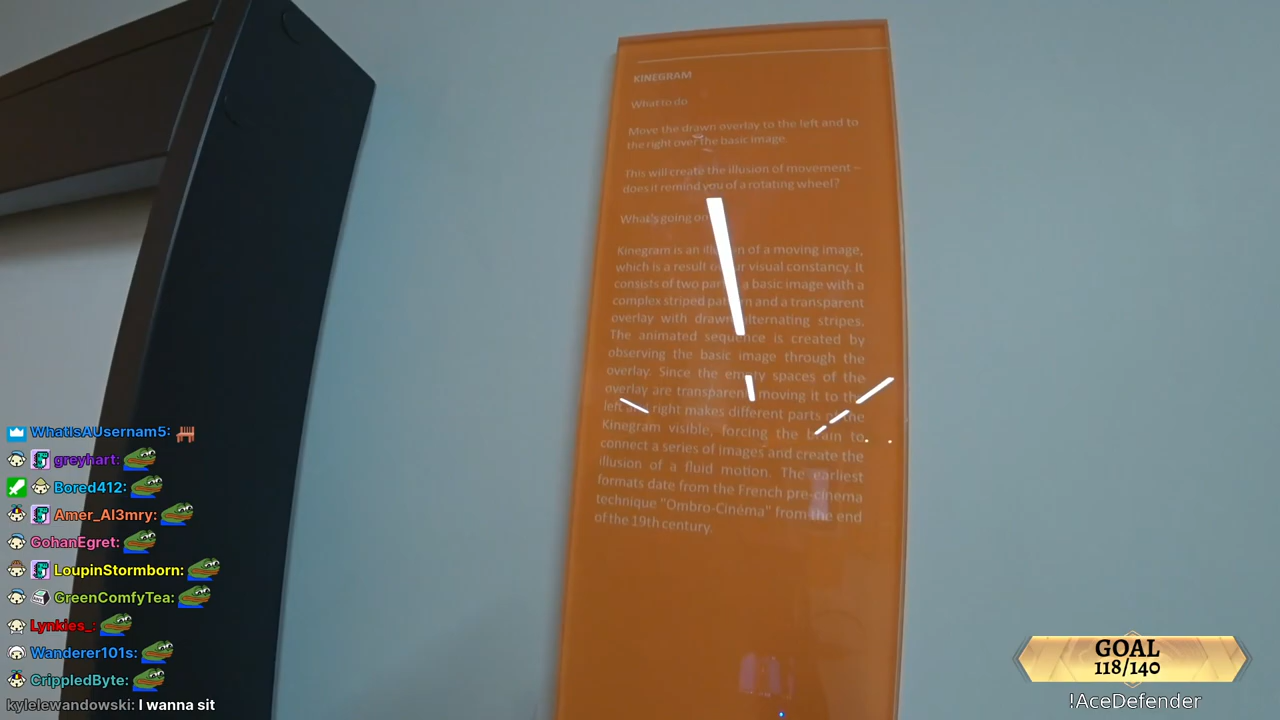 KINEGRAM
What to do
Move the drawn overlay to the left and to
the right over the basic image.
This will create the illusion of movement –
does it remind you of a rotating wheel?
What's going on
Kinegram is an of a moving image,
which is a result visual constancy. It
consists of two a basic image with a
complex striped and a transparent
overlay with drawn alternating stripes.
The animated sequence is created by
observing the basic image through the
overlay. Since the empty spaces of the
overlay are transparent moving it to the
left and right makes different parts of the
Kinegram visible, forcing the brain to
connect a series of images and create the
illusion of a fluid motion. The earliest
formats date from the French pre-cinema
technique "Ombro-Cinéma" from the end
of the 19th century.
WhatIsAUsernam5:
greyhart:
Bored412:
Amer_Al3mry:
GohanEgret:
LoupinStormborn:
GreenComfyTea:
Lynkies_:
Wanderer101s:
CrippledByte:
kylelewandowski: I wanna sit
GOAL
118/140
!AceDefender